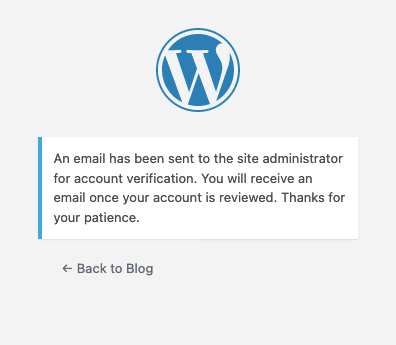 An email has been sent to the site administrator
for account verification. You will receive an
email once your account is reviewed. Thanks for
your patience.
← Back to Blog